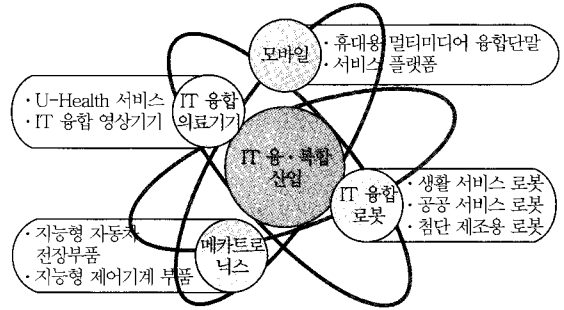 모바일
· 휴대용 멀티미디어 융합단말
· 서비스 플랫폼
· U-Health 서비스
· IT 융합 영상기기
IT 융합
의료기기
IT 융·복합
산업
IT 융합
로봇
· 생활 서비스 로봇
· 공공 서비스 로봇
· 첨단 제조용 로봇
· 지능형 자동차
전장부품
· 지능형 제어기계 부품
메카트로
닉스